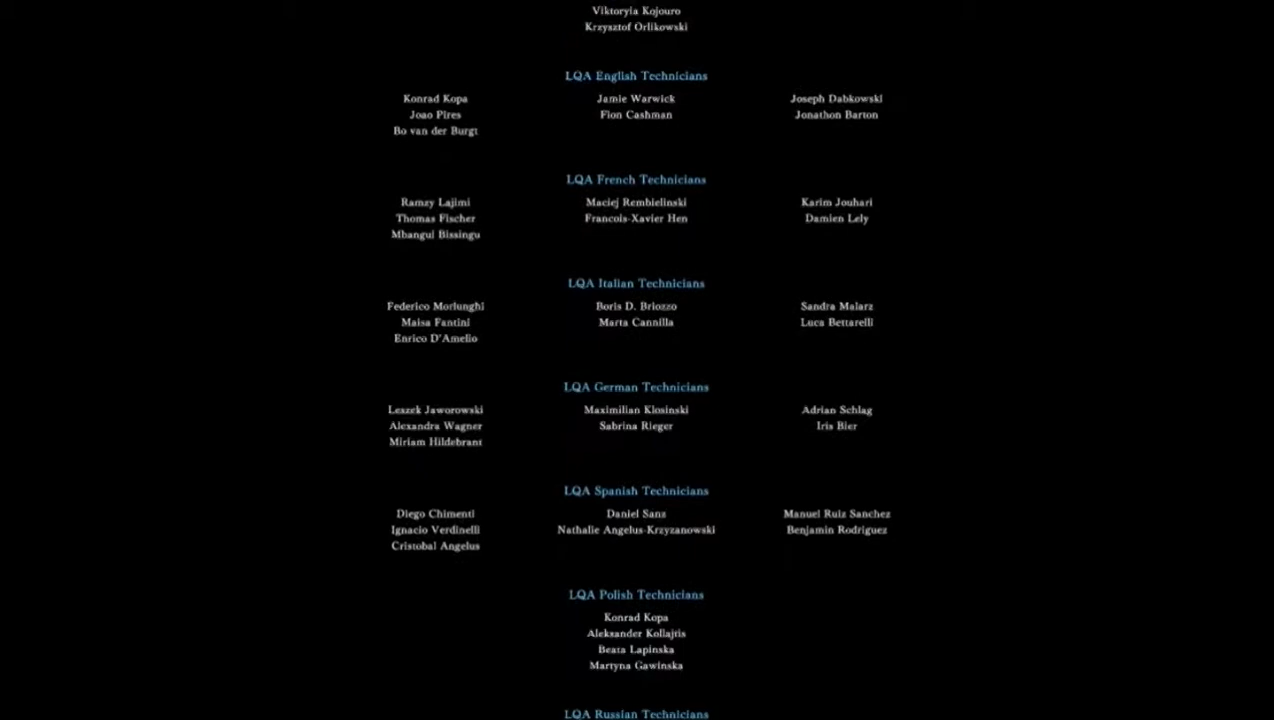 Viktoryia Kojouro
Krzysztof Orlikowski
LQA English Technicians
Konrad Kopa Jamie Warwick Joseph Dabkowski
Joao Pires Fion Cashman Jonathon Barton
Bo van der Burgt
LQA French Technicians
Ramzy Lajimi Maciej Rembielinski Karim Jouhari
Thomas Fischer Francois-Xavier Hen Damien Lely
Mbangul Bissingu
LQA Italian Technicians
Federico Morlunghi Boris D. Briozzo Sandra Malarz
Maisa Fantini Marta Cannilla Luca Bettarelli
Enrico D'Amelio
LQA German Technicians
Leszek Jaworowski Maximilian Klosinski Adrian Schlag
Alexandra Wagner Sabrina Rieger Iris Bier
Miriam Hildebrant
LQA Spanish Technicians
Diego Chimenti Daniel Sanz Manuel Ruiz Sanchez
Ignacio Verdinelli Nathalie Angelus-Krzyzanowski Benjamin Rodriguez
Cristobal Angelus
LQA Polish Technicians
Konrad Kopa
Aleksander Kollajtis
Beata Lapinska
Martyna Gawinska
LQA Russian Technicians